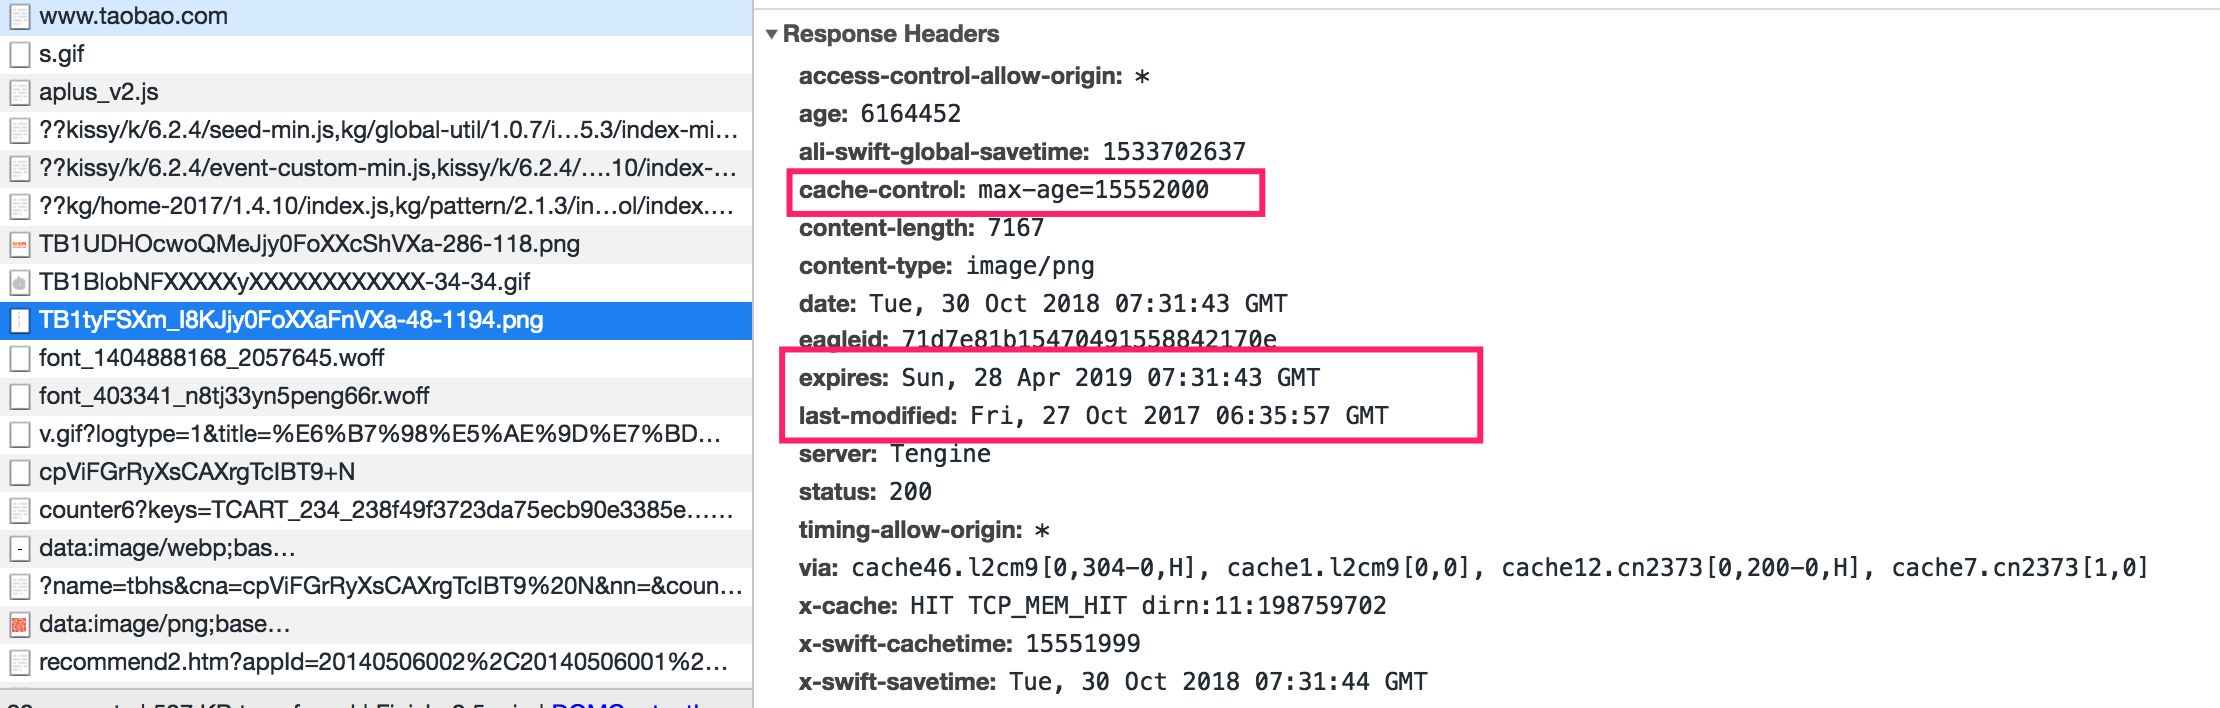 www.taobao.com
s.gif
aplus_v2.js
??kissy/k/6.2.4/seed-min.js,kg/global-util/1.0.7/i…5.3/index-mi…
??kissy/k/6.2.4/event-custom-min.js,kissy/k/6.2.4/….10/index-…
??kg/home-2017/1.4.10/index.js,kg/pattern/2.1.3/in…ol/index.…
TB1UDHOcwoQMeJjy0FoXXcShVXa-286-118.png
TB1BlobNFXXXXXyXXXXXXXXXXXX-34-34.gif
TB1tyFSXm_I8KJjy0FoXXaFnVXa-48-1194.png
font_1404888168_2057645.woff
font_403341_n8tj33yn5peng66r.woff
v.gif?logtype=1&title=%E6%B7%98%E5%AE%9D%E7%BD…
cpViFGrRyXsCAXrgTcIBT9+N
counter6?keys=TCART_234_238f49f3723da75ecb90e3385e……
data:image/webp;bas…
?name=tbhs&cna=cpViFGrRyXsCAXrgTcIBT9%20N&nn=&coun…
data:image/png;base…
recommend2.htm?appId=20140506002%2C20140506001%2…
Response Headers
access-control-allow-origin: *
age: 6164452
ali-swift-global-savetime: 1533702637
cache-control: max-age=15552000
content-length: 7167
content-type: image/png
date: Tue, 30 Oct 2018 07:31:43 GMT
eagleid: 71d7e81b15470491558842170e
expires: Sun, 28 Apr 2019 07:31:43 GMT
last-modified: Fri, 27 Oct 2017 06:35:57 GMT
server: Tengine
status: 200
timing-allow-origin: *
via: cache46.l2cm9[0,304-0,H], cache1.l2cm9[0,0], cache12.cn2373[0,200-0,H], cache7.cn2373[1,0]
x-cache: HIT TCP_MEM_HIT dirn:11:198759702
x-swift-cachetime: 15551999
x-swift-savetime: Tue, 30 Oct 2018 07:31:44 GMT